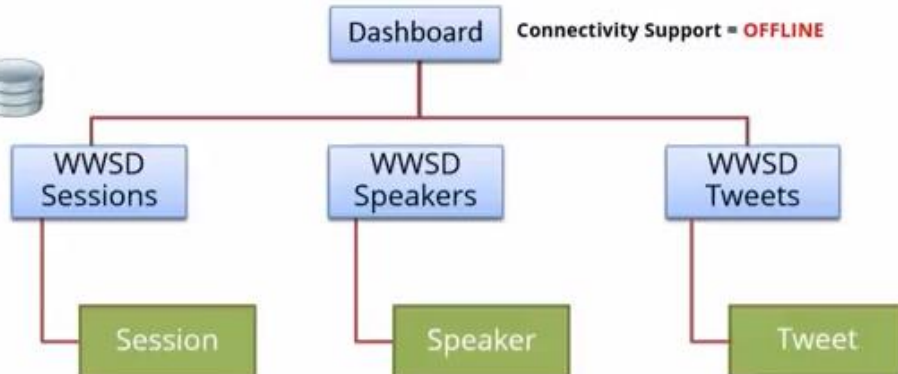 Dashboard
Connectivity Support = OFFLINE
WWSD
Sessions
WWSD
Speakers
WWSD
Tweets
Session
Speaker
Tweet